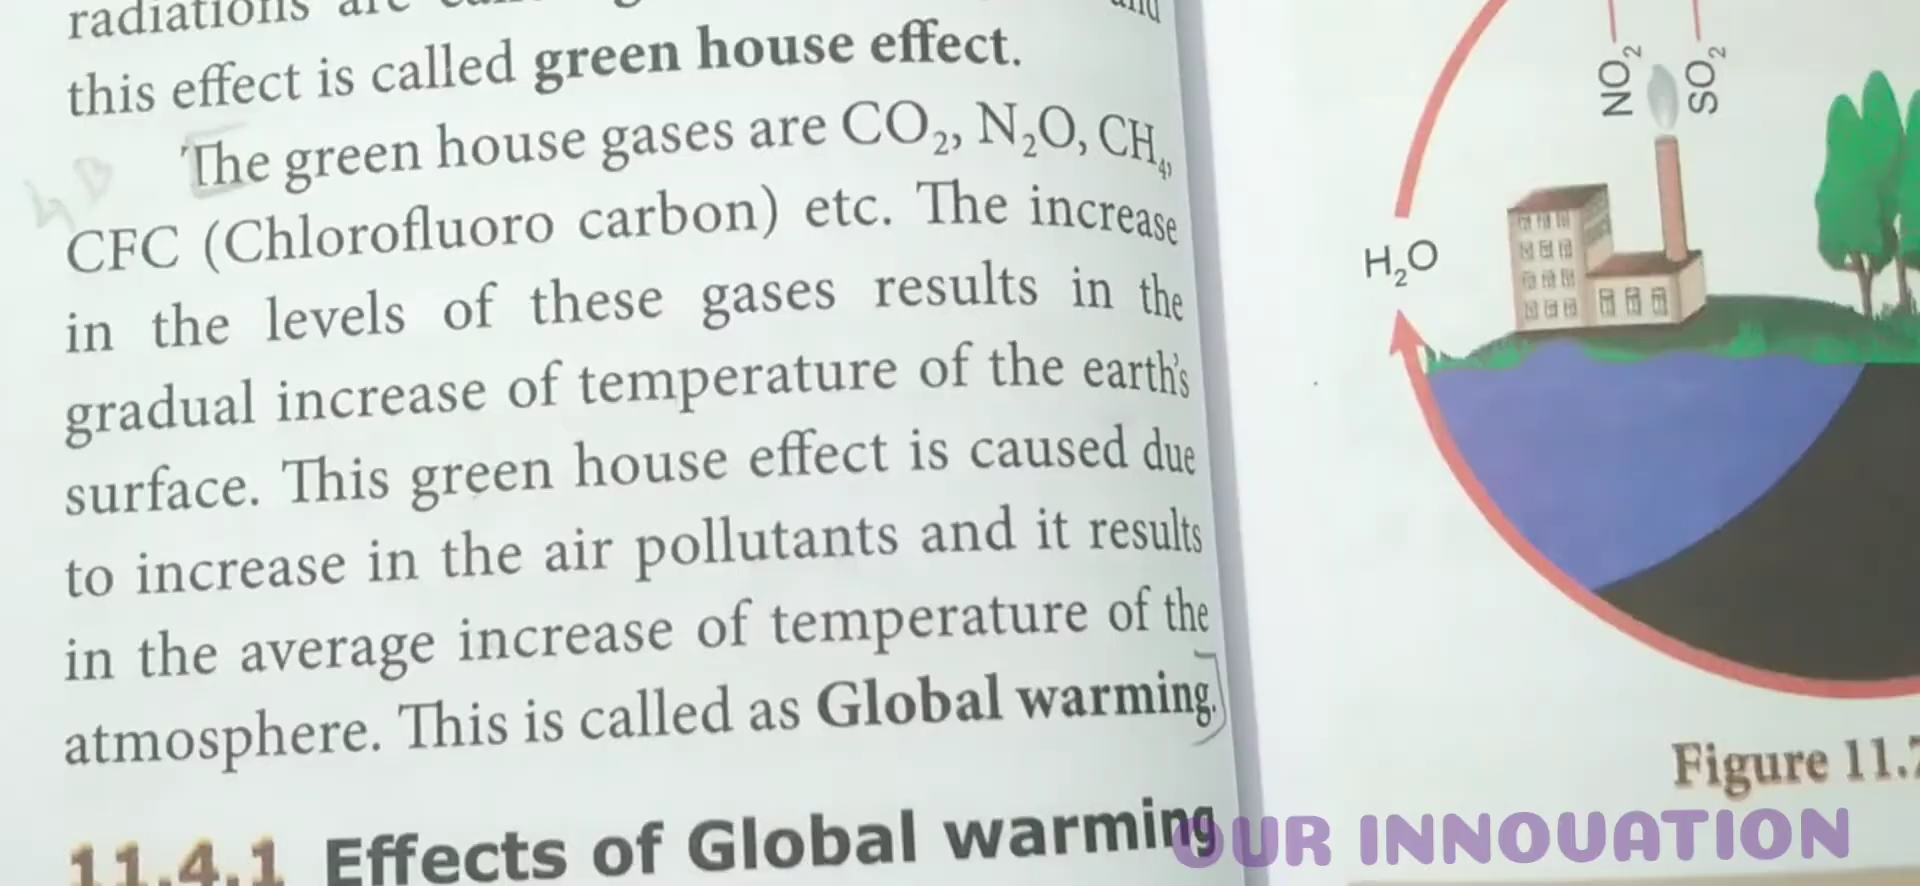 radiations are
this effect is called green house effect.
The green house gases are CO₂, N₂O, CH₄,
CFC (Chlorofluoro carbon) etc. The increase
in the levels of these gases results in the
gradual increase of temperature of the earth's
surface. This green house effect is caused due
to increase in the air pollutants and it results
in the average increase of temperature of the
atmosphere. This is called as Global warming.
11.4.1 Effects of Global warming
NO₂
SO₂
H₂O
Figure 11.7
OUR INNOVATION